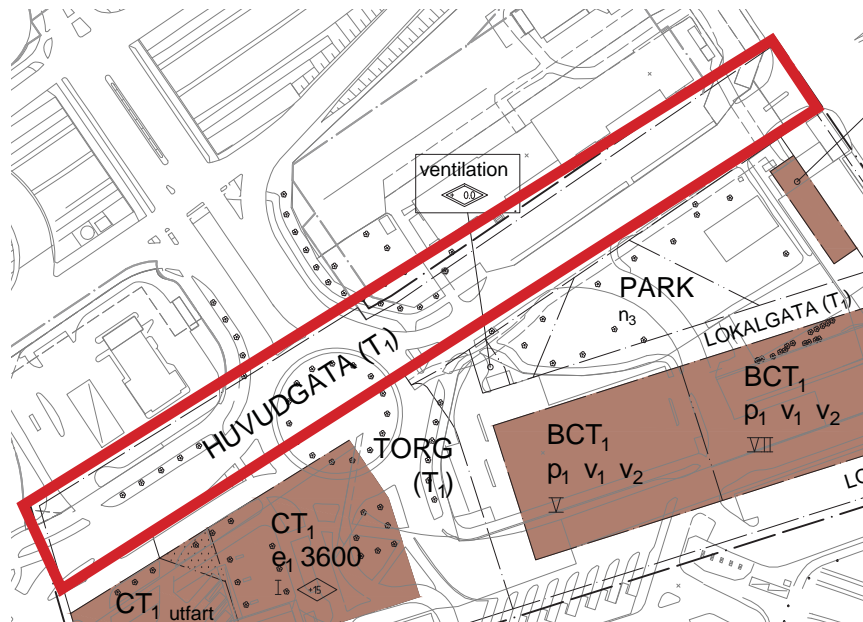 ventilation
+ 0.0
PARK
n3
LOKALGATA (T1)
HUVUDGATA (T1)
TORG
(T1)
BCT1
p1 v1 v2
VII
BCT1
p1 v1 v2
V
LO
CT1
e1 3600
I
+15
CT1 utfart